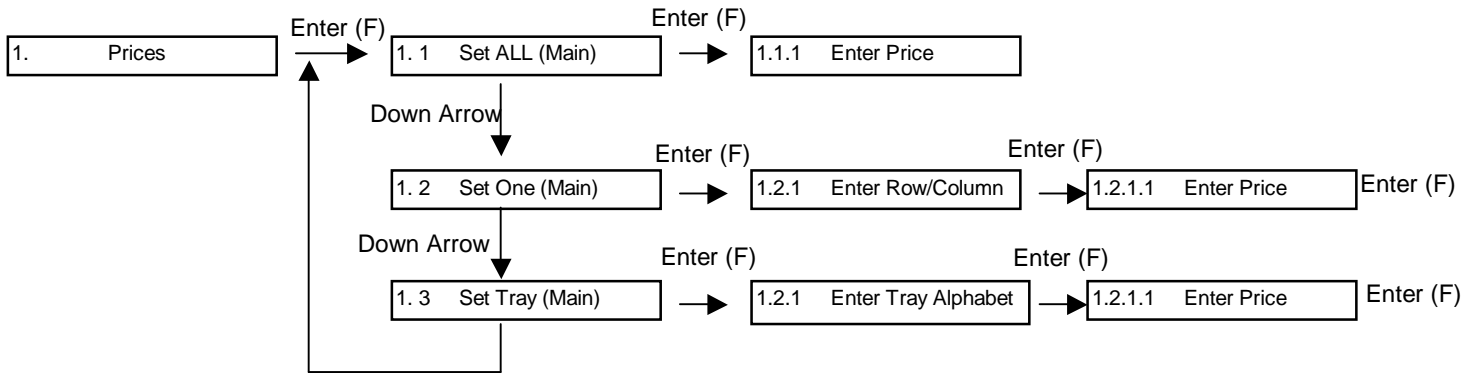 Enter (F)
Enter (F)
1. Prices
1. 1 Set ALL (Main)
1.1.1 Enter Price
Down Arrow
Enter (F)
Enter (F)
1. 2 Set One (Main)
1.2.1 Enter Row/Column
1.2.1.1 Enter Price
Enter (F)
Down Arrow
Enter (F)
Enter (F)
1. 3 Set Tray (Main)
1.2.1 Enter Tray Alphabet
1.2.1.1 Enter Price
Enter (F)